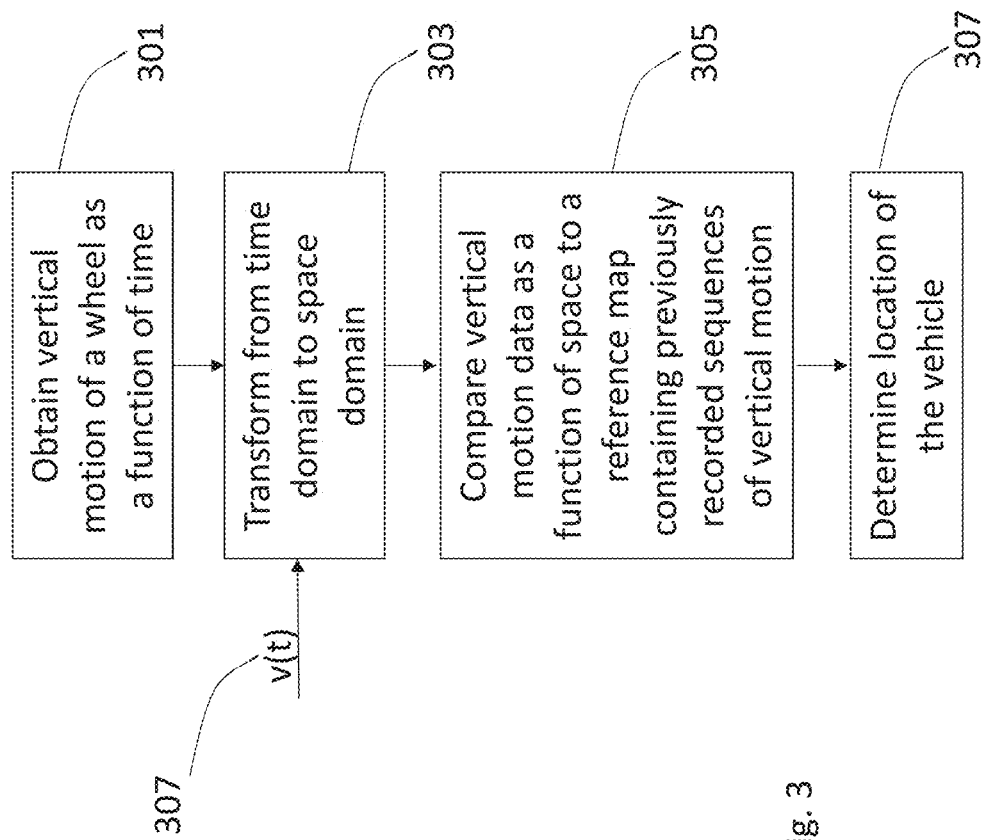 301
Obtain vertical
motion of a wheel as
a function of time
303
Transform from time
domain to space
domain
307
v(t)
305
Compare vertical
motion data as a
function of space to a
reference map
containing previously
recorded sequences
of vertical motion
307
Determine location of
the vehicle
g. 3